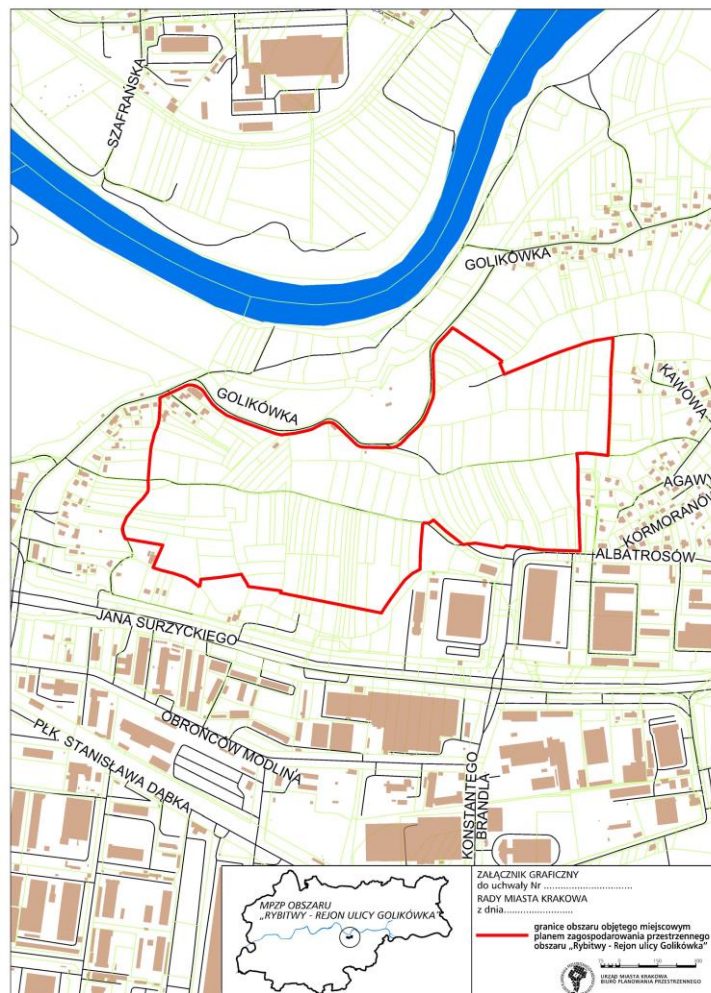 SZAFRAŃSKA
GOLIKÓWKA
KAWOWA
GOLIKÓWKA
AGAWY
KORMORANÓW
ALBATROSÓW
JANA SURZYCKIEGO
OBROŃCÓW MODLINA
PŁK. STANISŁAWA DĄBKA
KONSTANTEGO
BRANDLA
MPZP OBSZARU
„RYBITWY - REJON ULICY GOLIKÓWKA”
ZAŁĄCZNIK GRAFICZNY
do uchwały Nr ................................
RADY MIASTA KRAKOWA
z dnia.........................
granice obszaru objętego miejscowym
planem zagospodarowania przestrzennego
obszaru „Rybitwy - Rejon ulicy Golikówka”
URZĄD MIASTA KRAKOWA
BIURO PLANOWANIA PRZESTRZENNEGO